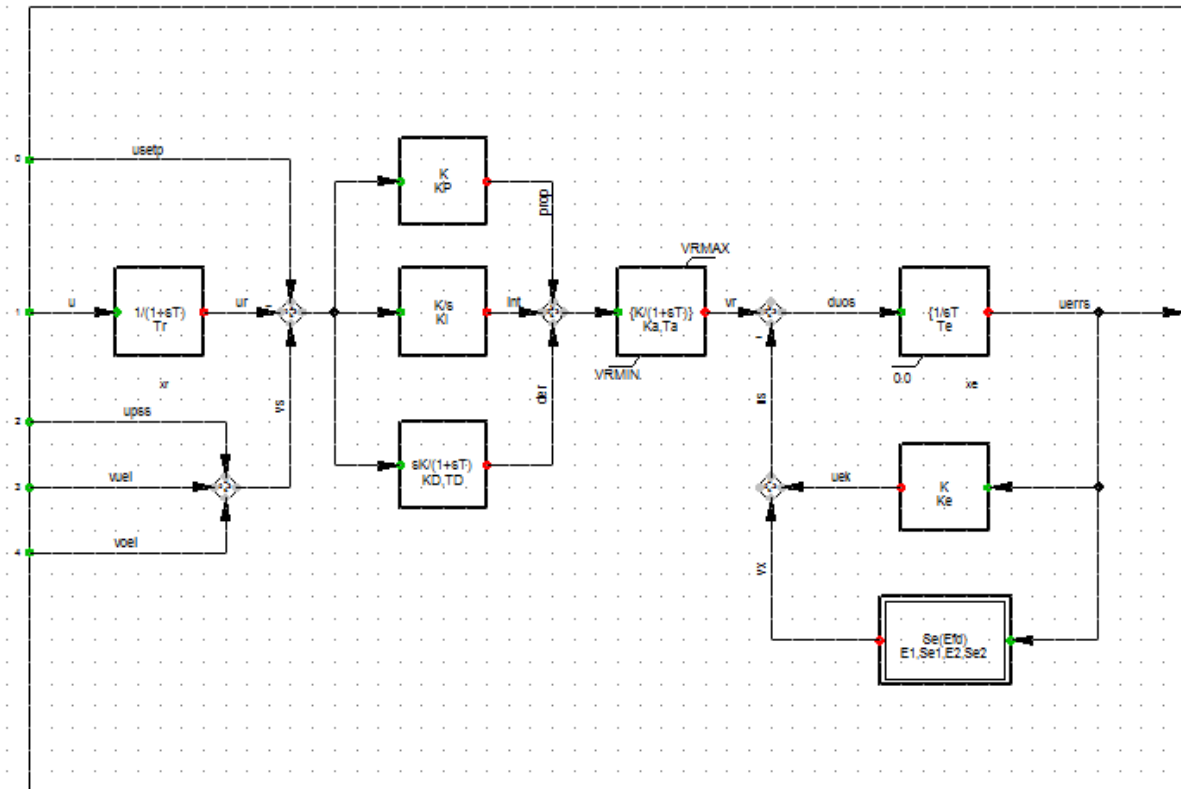 0
usetp
K
KP
prop
VRMAX
1
u
1/(1+sT)
Tr
xr
ur
-
K/s
KI
Int
{K/(1+sT)}
Ka,Ta
VRMIN
vr
duos
{1/sT
Te
0.0
xe
uerrs
-
2
upss
3
vuel
4
voel
vs
sK/(1+sT)
KD,TD
der
uek
K
Ke
vx
Se(Efd)
E1,Se1,E2,Se2